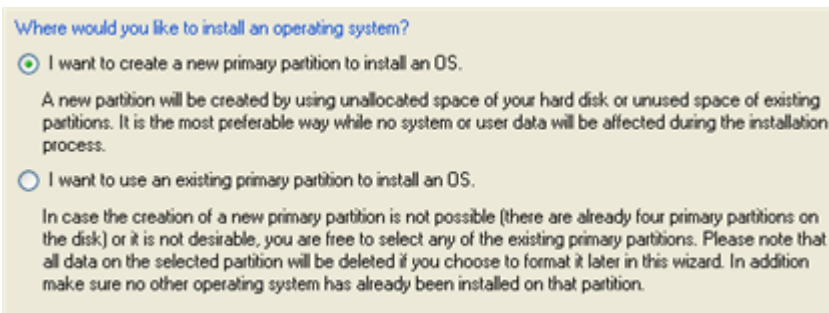 Where would you like to install an operating system?
I want to create a new primary partition to install an OS.
A new partition will be created by using unallocated space of your hard disk or unused space of existing
partitions. It is the most preferable way while no system or user data will be affected during the installation
process.
I want to use an existing primary partition to install an OS.
In case the creation of a new primary partition is not possible (there are already four primary partitions on
the disk) or it is not desirable, you are free to select any of the existing primary partitions. Please note that
all data on the selected partition will be deleted if you choose to format it later in this wizard. In addition
make sure no other operating system has already been installed on that partition.